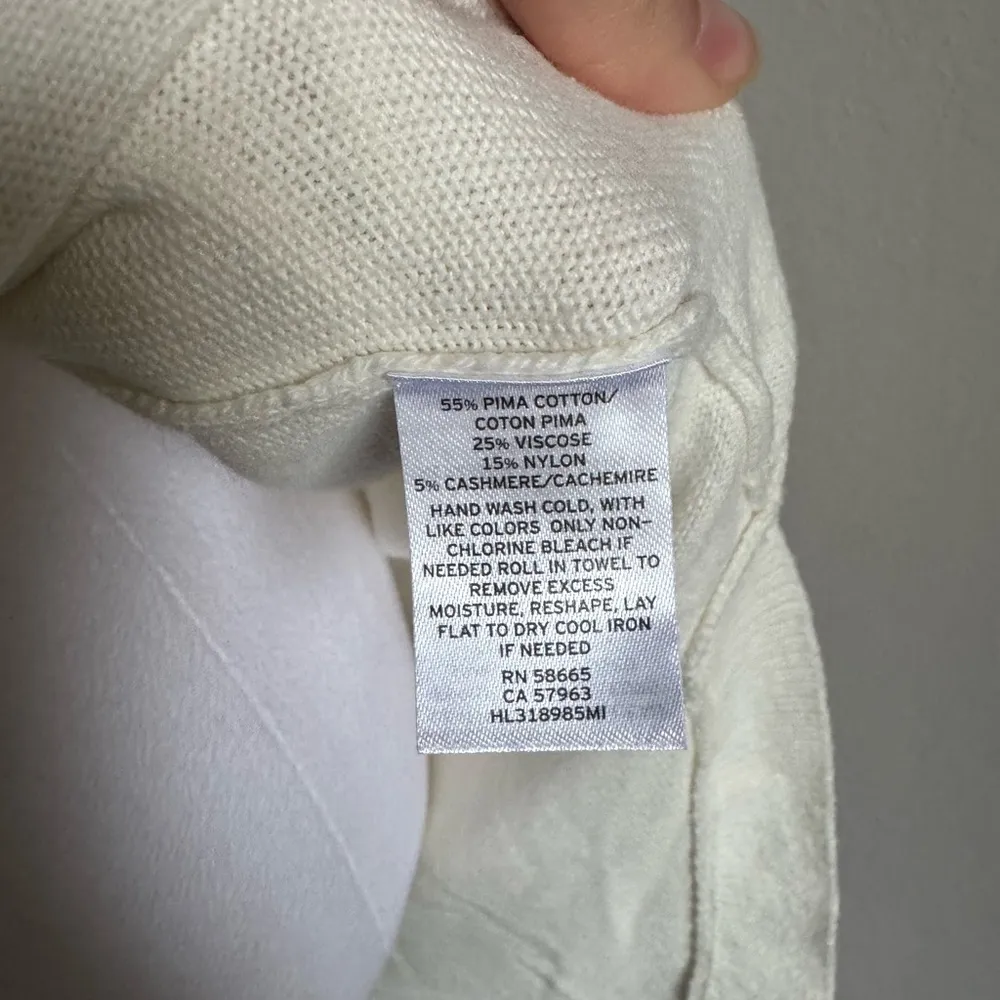 55% PIMA COTTON/
COTON PIMA
25% VISCOSE
15% NYLON
5% CASHMERE/CACHEMIRE
HAND WASH COLD, WITH
LIKE COLORS ONLY NON-
CHLORINE BLEACH IF
NEEDED ROLL IN TOWEL TO
REMOVE EXCESS
MOISTURE, RESHAPE, LAY
FLAT TO DRY COOL IRON
IF NEEDED
RN 58665
CA 57963
HL318985MI